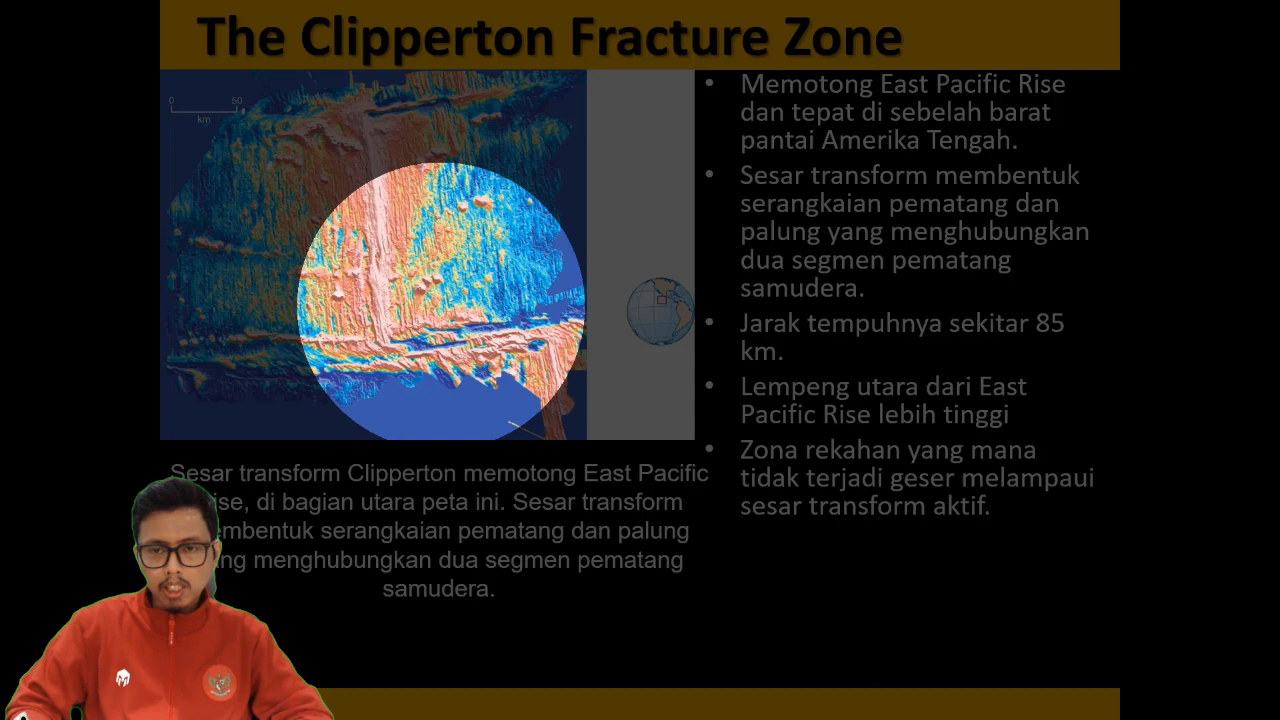 The Clipperton Fracture Zone
0 50
km
• Memotong East Pacific Rise
dan tepat di sebelah barat
pantai Amerika Tengah.
• Sesar transform membentuk
serangkaian pematang dan
palung yang menghubungkan
dua segmen pematang
samudera.
• Jarak tempuhnya sekitar 85
km.
• Lempeng utara dari East
Pacific Rise lebih tinggi
• Zona rekahan yang mana
tidak terjadi geser melampaui
sesar transform aktif.
Sesar transform Clipperton memotong East Pacific
ise, di bagian utara peta ini. Sesar transform
embentuk serangkaian pematang dan palung
ng menghubungkan dua segmen pematang
samudera.